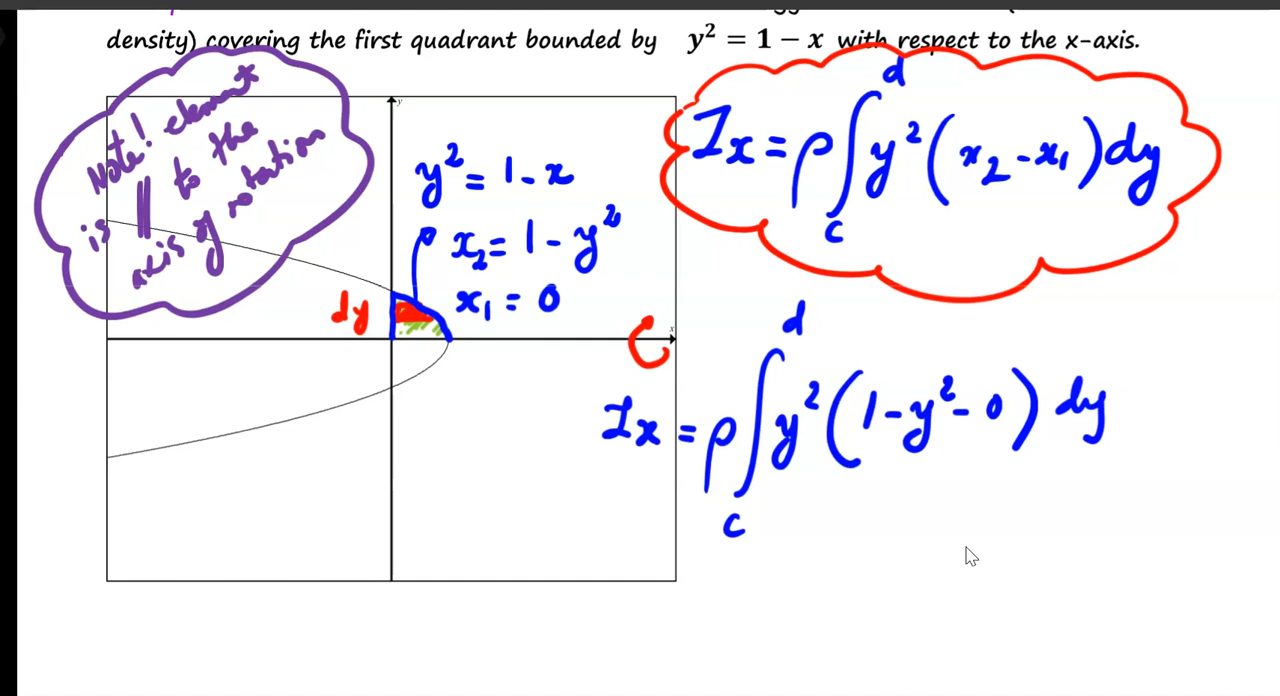 density) covering the first quadrant bounded by y² = 1 − x with respect to the x-axis.
Note! element
is || to the
axis of rotation
y
y² = 1 - x
x₂ = 1 - y²
x₁ = 0
dy
x
Ix = ρ∫_c^d y² (x₂ - x₁) dy
Ix = ρ∫_c^d y² (1 - y² - 0) dy